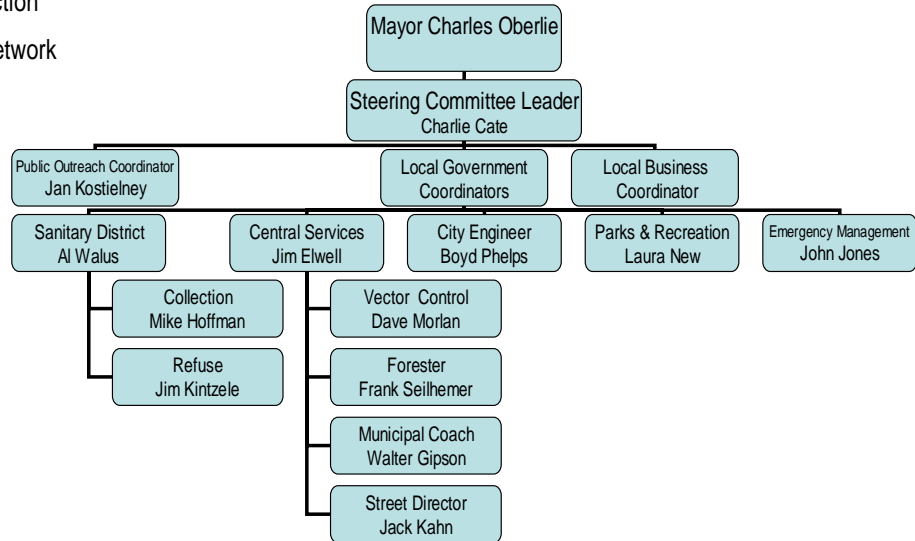 ction
etwork
Mayor Charles Oberlie
Steering Committee Leader
Charlie Cate
Public Outreach Coordinator
Jan Kostielney
Local Government
Coordinators
Local Business
Coordinator
Sanitary District
Al Walus
Central Services
Jim Elwell
City Engineer
Boyd Phelps
Parks & Recreation
Laura New
Emergency Management
John Jones
Collection
Mike Hoffman
Refuse
Jim Kintzele
Vector Control
Dave Morlan
Forester
Frank Seilhemer
Municipal Coach
Walter Gipson
Street Director
Jack Kahn